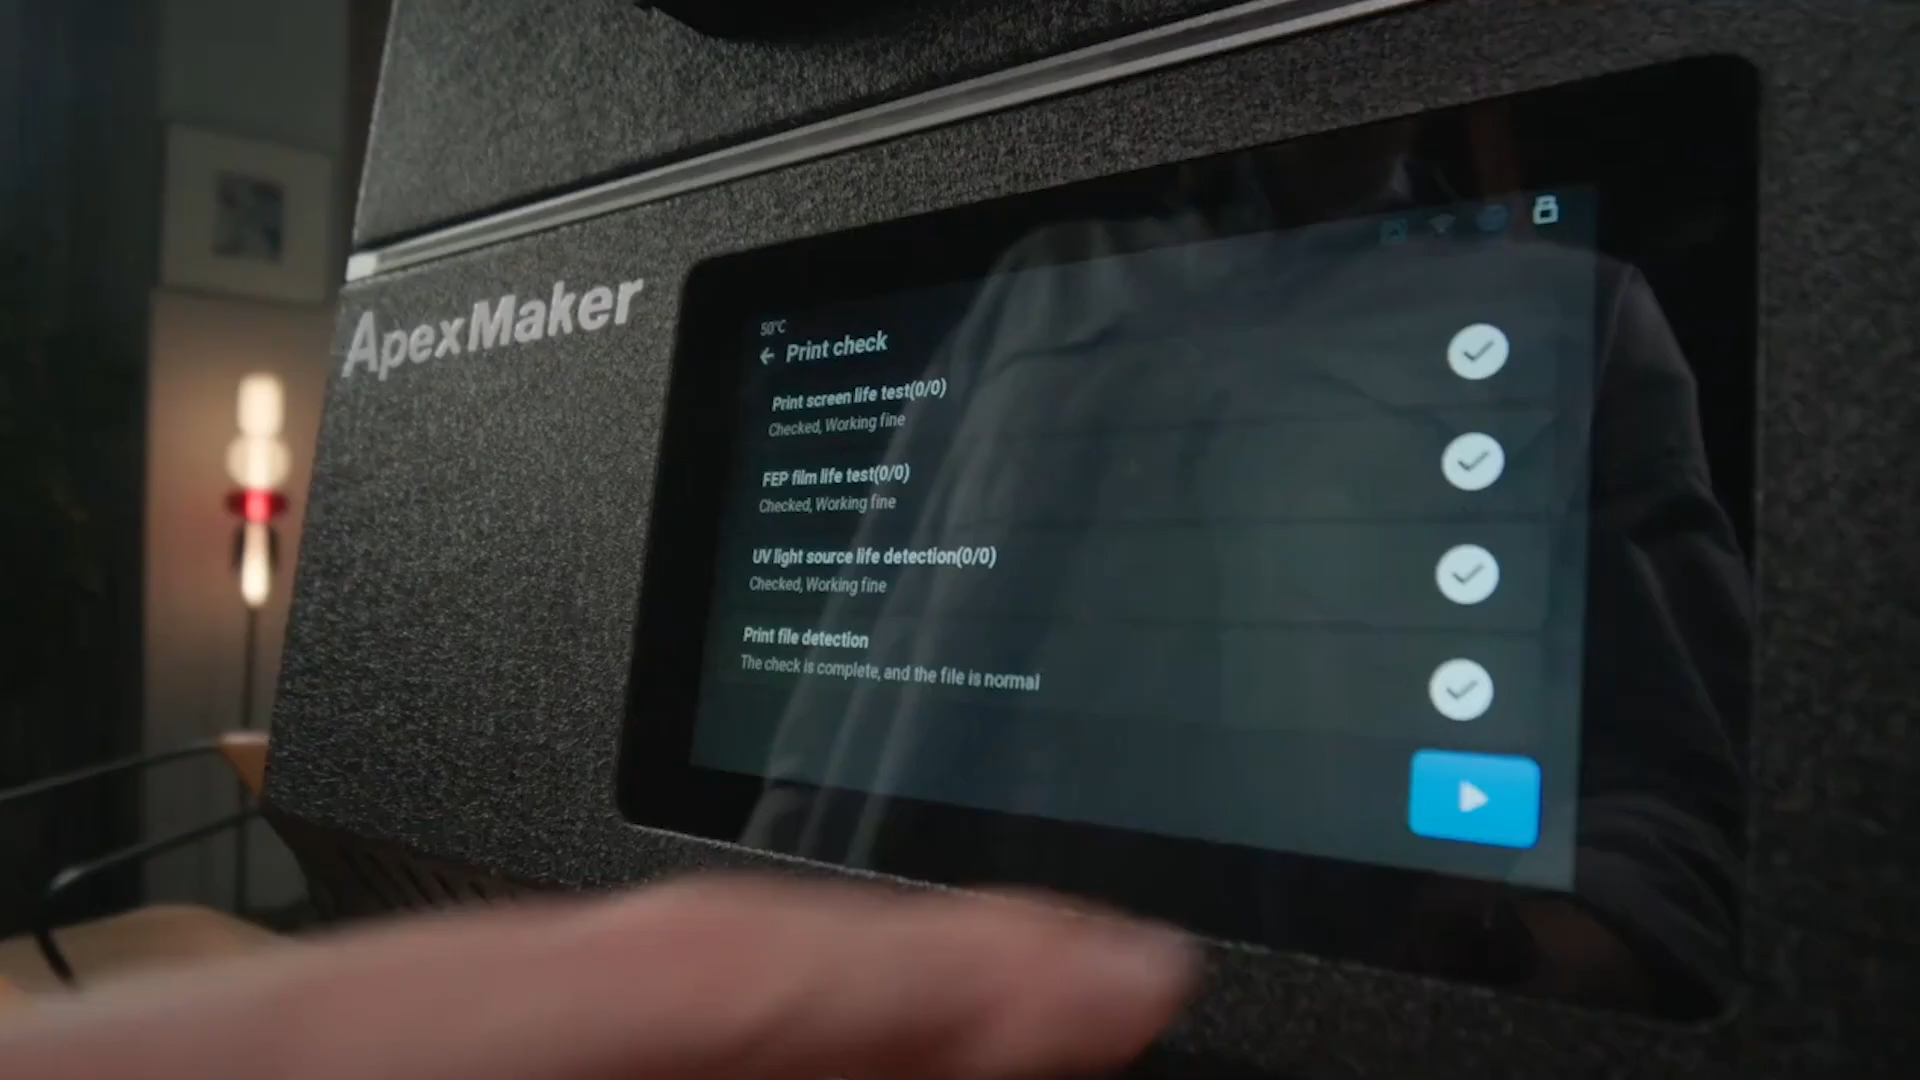 ApexMaker
50°C
Print check
Print screen life test(0/0)
Checked, Working fine
FEP film life test(0/0)
Checked, Working fine
UV light source life detection(0/0)
Checked, Working fine
Print file detection
The check is complete, and the file is normal